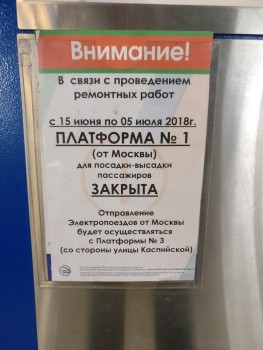 Внимание!
В связи с проведением
ремонтных работ
с 15 июня по 05 июля 2018г.
ПЛАТФОРМА № 1
(от Москвы)
для посадки-высадки
пассажиров
ЗАКРЫТА
Отправление
Электропоездов от Москвы
будет осуществляться
с Платформы № 3
(со стороны улицы Каспийской)